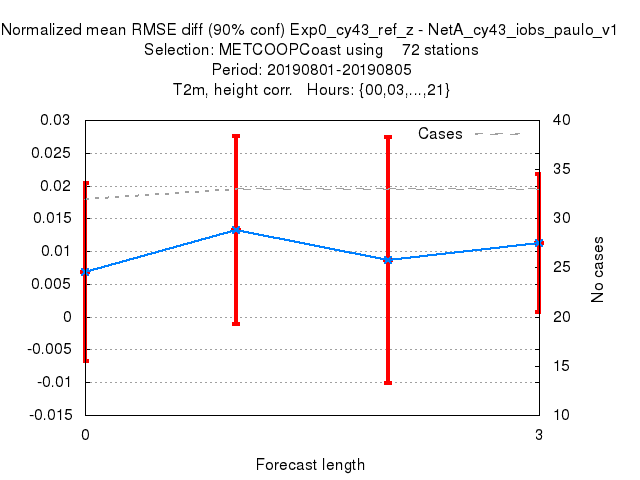 Normalized mean RMSE diff (90% conf) Exp0_cy43_ref_z - NetA_cy43_iobs_paulo_v1
Selection: METCOOPCoast using 72 stations
Period: 20190801-20190805
T2m, height corr. Hours: {00,03,...,21}
0.03
0.025
0.02
0.015
0.01
0.005
0
-0.005
-0.01
-0.015
Cases
40
35
30
25
20
15
10
No cases
0
3
Forecast length